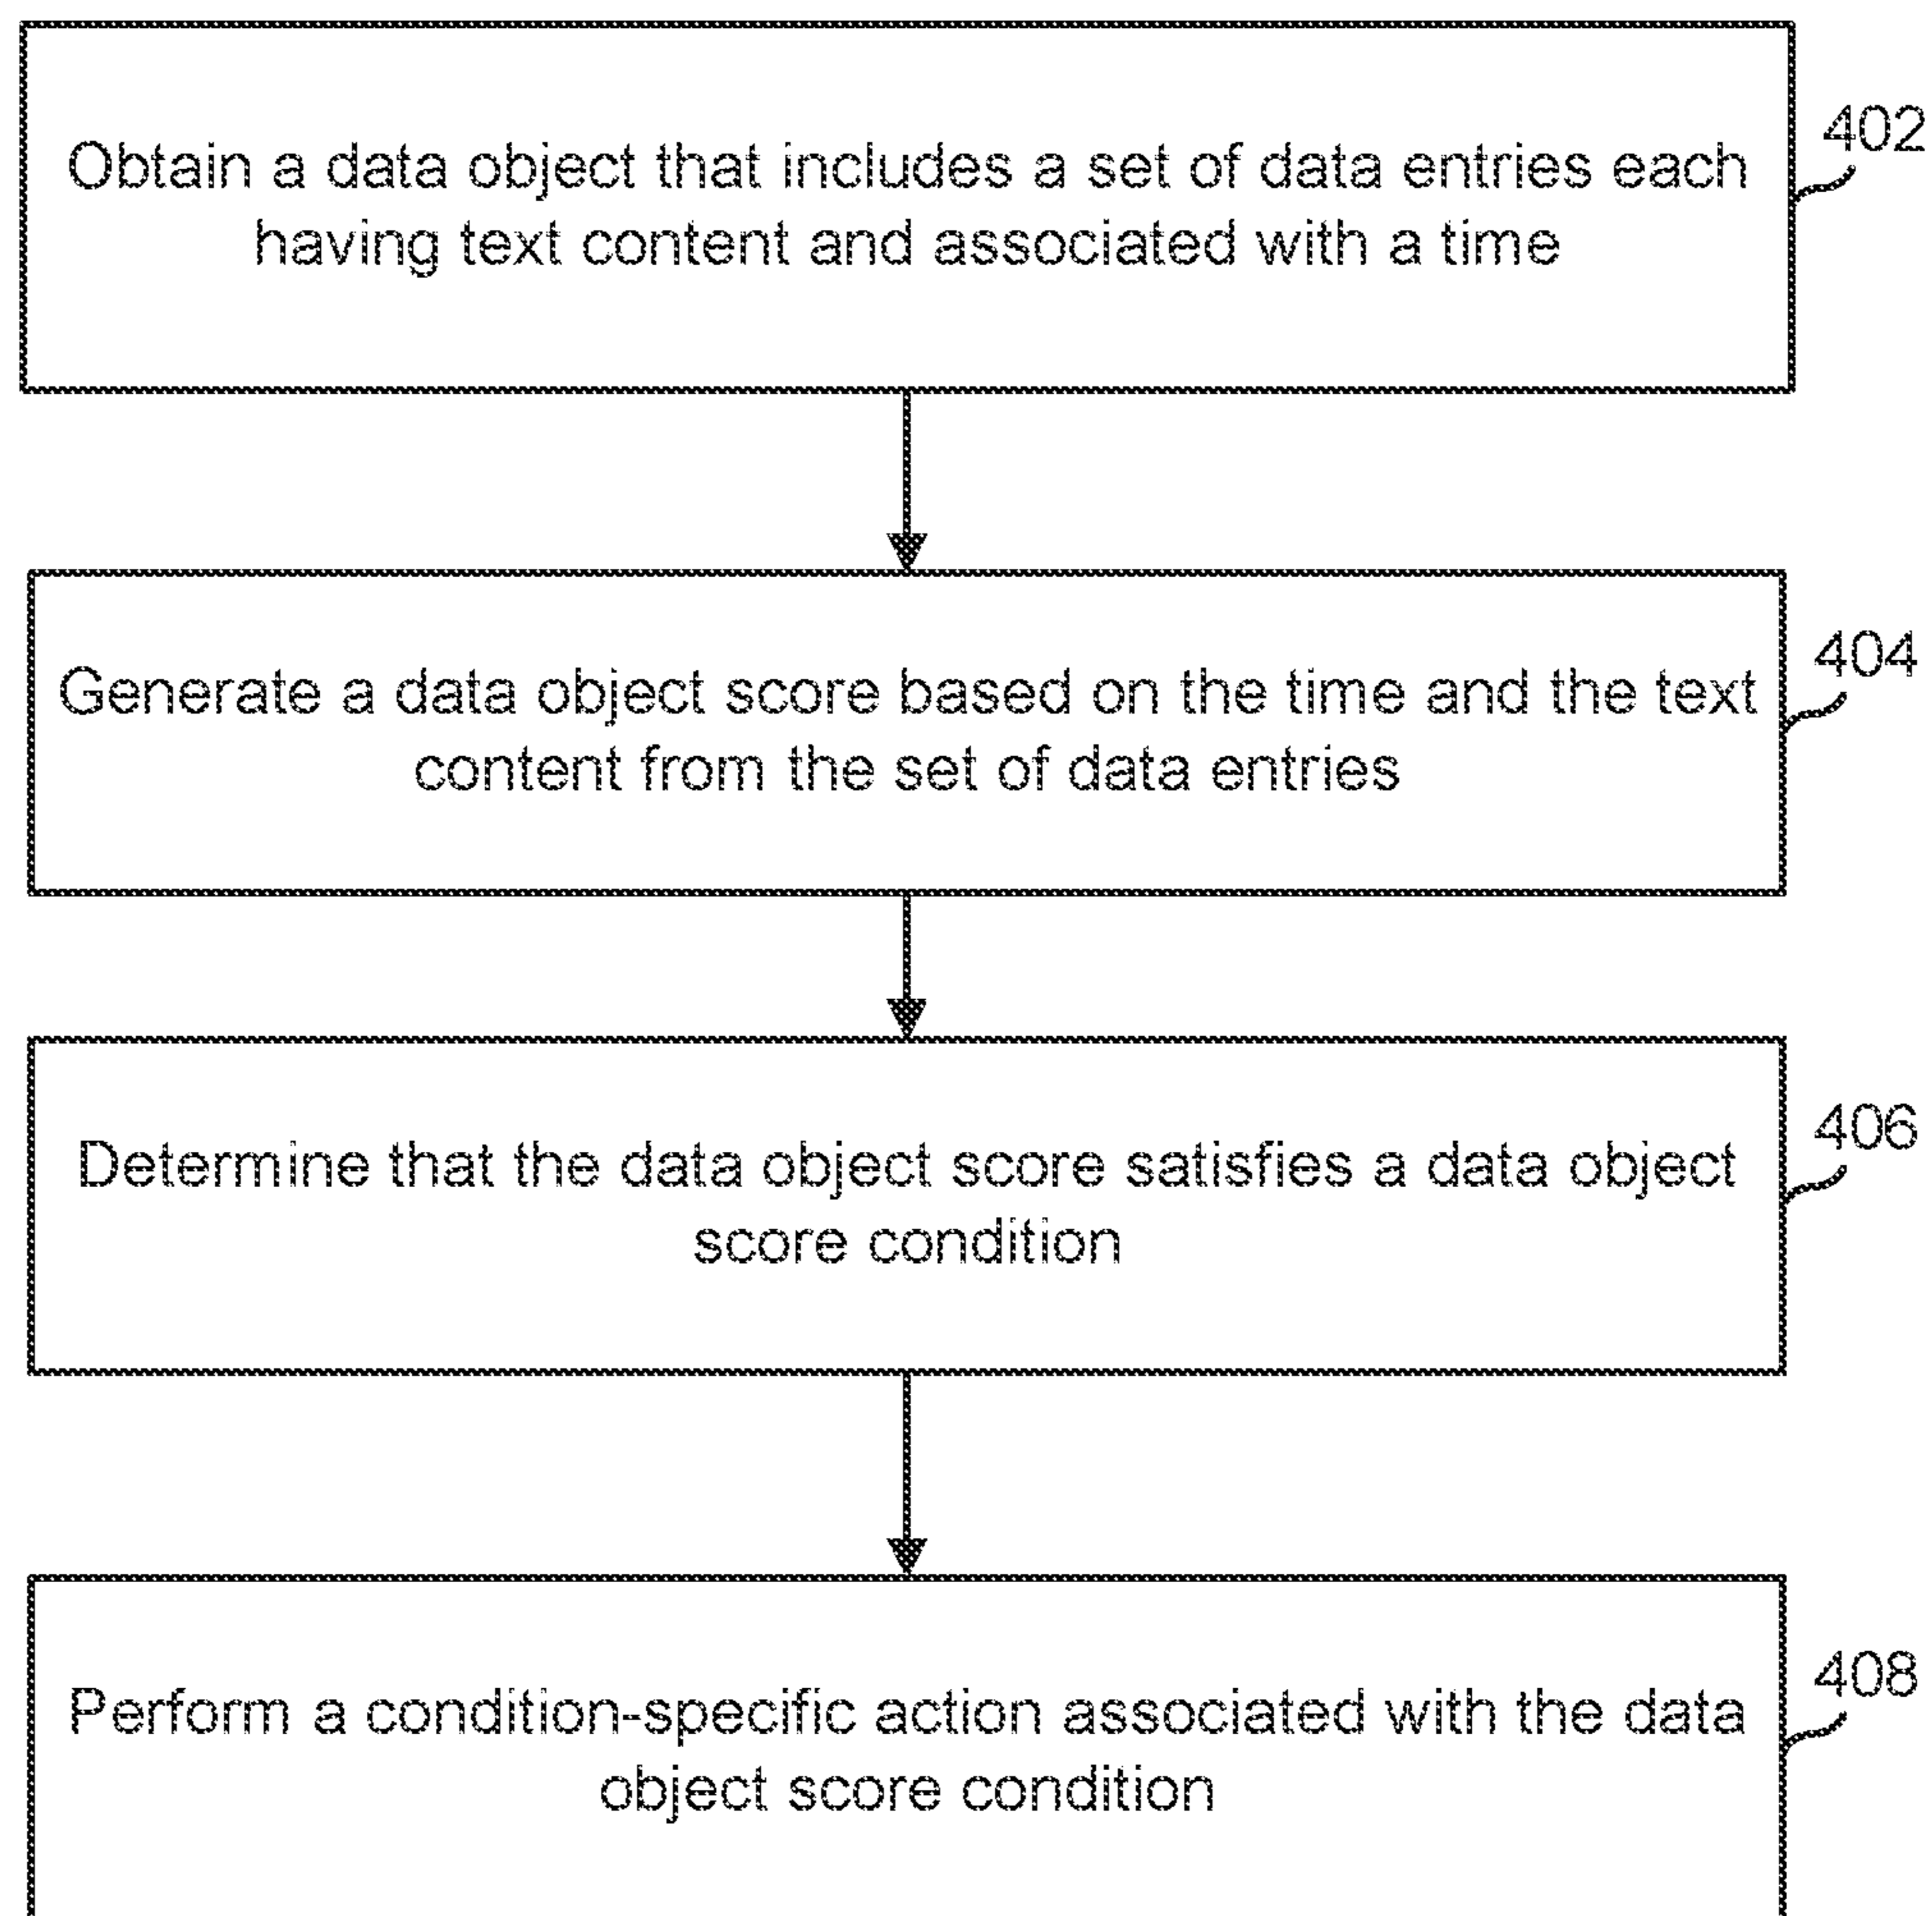 Obtain a data object that includes a set of data entries each
having text content and associated with a time
402
Generate a data object score based on the time and the text
content from the set of data entries
404
Determine that the data object score satisfies a data object
score condition
406
Perform a condition-specific action associated with the data
object score condition
408